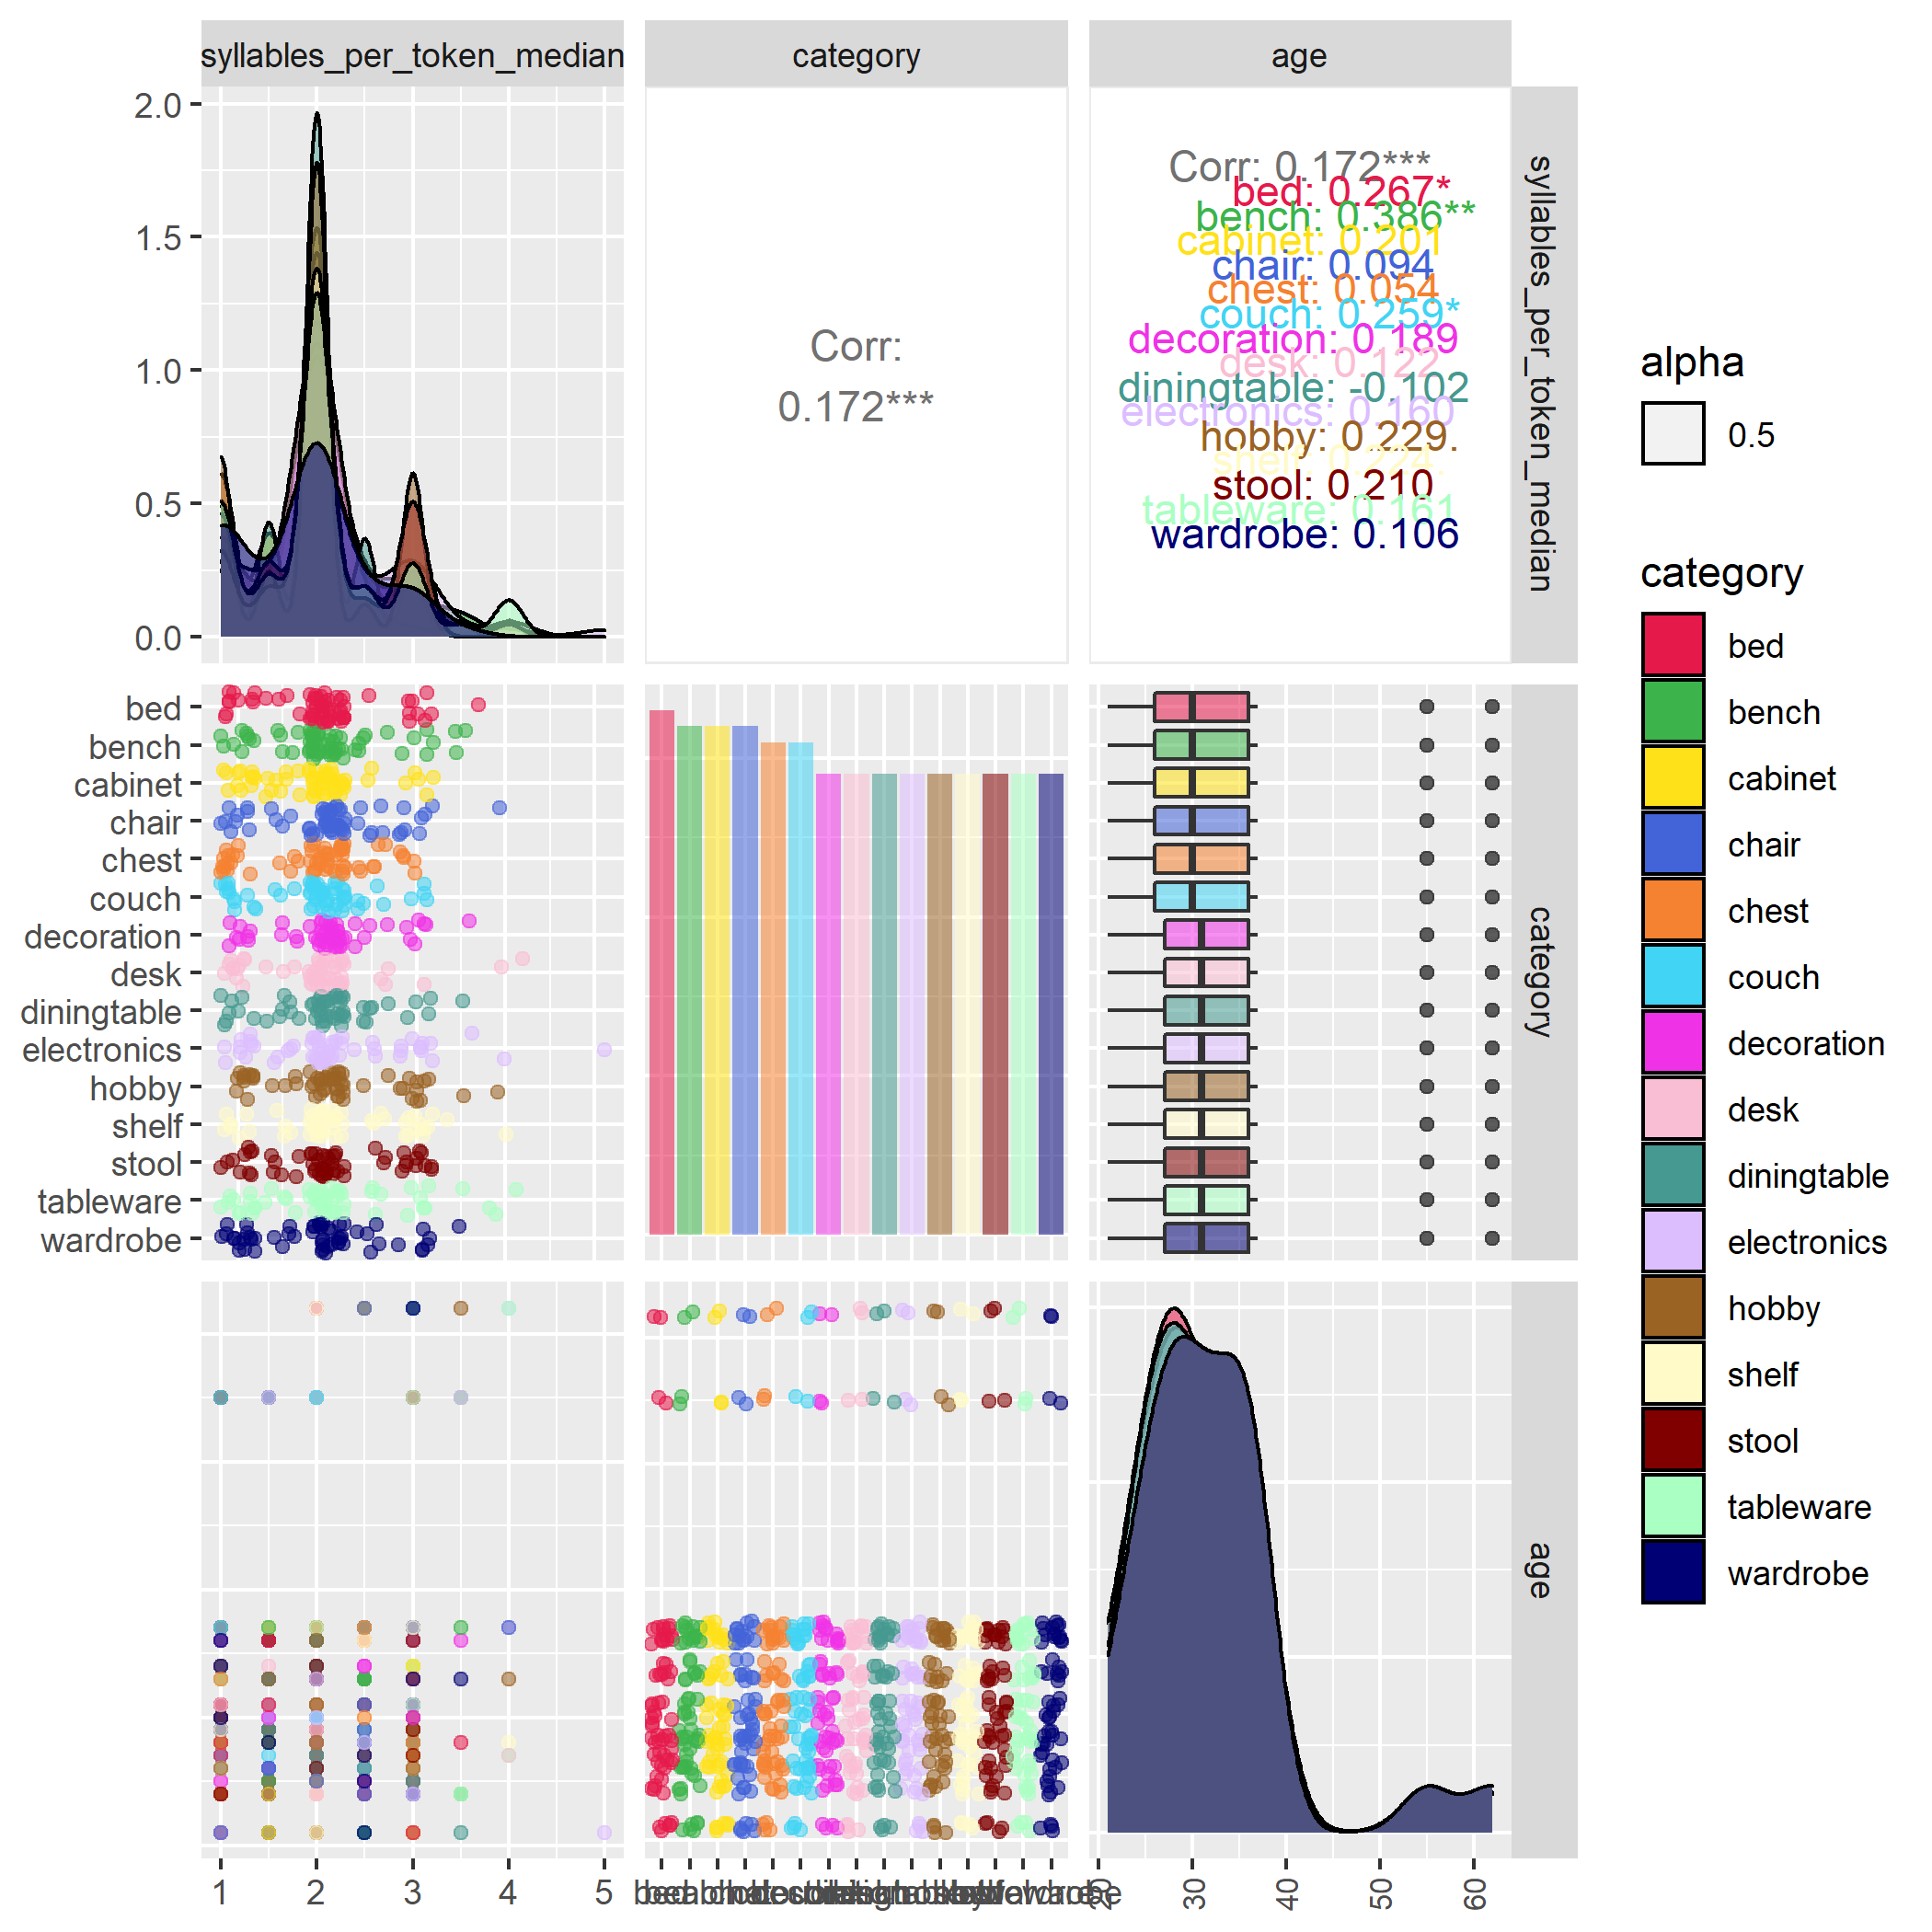 syllables_per_token_median
category
age
2.0
1.5
1.0
0.5
0.0
Corr:
0.172***
Corr: 0.172***
bed: 0.267*
bench: 0.386**
cabinet: 0.201
chair: 0.094
chest: 0.054
couch: 0.259*
decoration: 0.189
desk: 0.122
diningtable: -0.102
electronics: 0.160
hobby: 0.229.
shelf: 0.224.
stool: 0.210
tableware: 0.161
wardrobe: 0.106
syllables_per_token_median
bed
bench
cabinet
chair
chest
couch
decoration
desk
diningtable
electronics
hobby
shelf
stool
tableware
wardrobe
category
age
1 2 3 4 5
20 30 40 50 60
alpha
0.5
category
bed
bench
cabinet
chair
chest
couch
decoration
desk
diningtable
electronics
hobby
shelf
stool
tableware
wardrobe